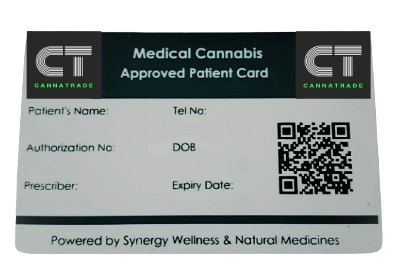 CT CT
CANNATRADE CANNATRADE
Medical Cannabis
Approved Patient Card
Patient's Name: Tel No:
Authorization No: DOB
Prescriber: Expiry Date:
Powered by Synergy Wellness & Natural Medicines